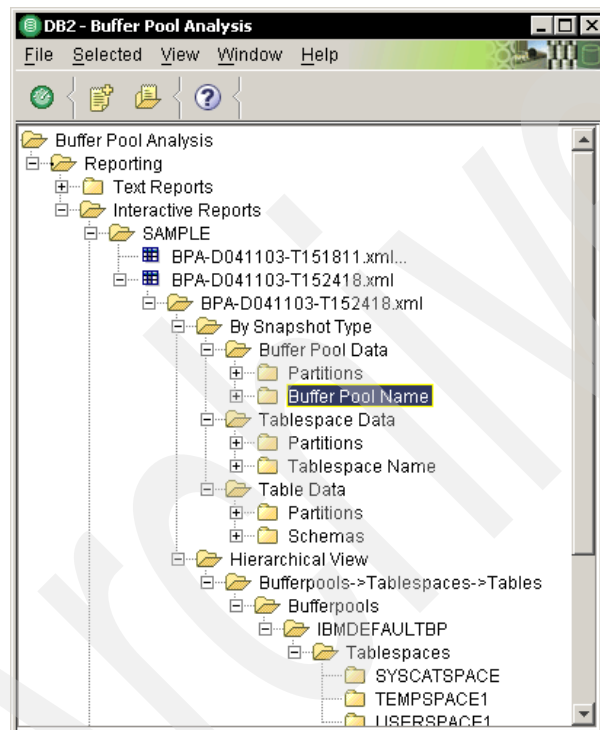 DB2 - Buffer Pool Analysis
File Selected View Window Help
Buffer Pool Analysis
Reporting
Text Reports
Interactive Reports
SAMPLE
BPA-D041103-T151811.xml...
BPA-D041103-T152418.xml
BPA-D041103-T152418.xml
By Snapshot Type
Buffer Pool Data
Partitions
Buffer Pool Name
Tablespace Data
Partitions
Tablespace Name
Table Data
Partitions
Schemas
Hierarchical View
Bufferpools->Tablespaces->Tables
Bufferpools
IBMDEFAULTBP
Tablespaces
SYSCATSPACE
TEMPSPACE1
USERSPACE1